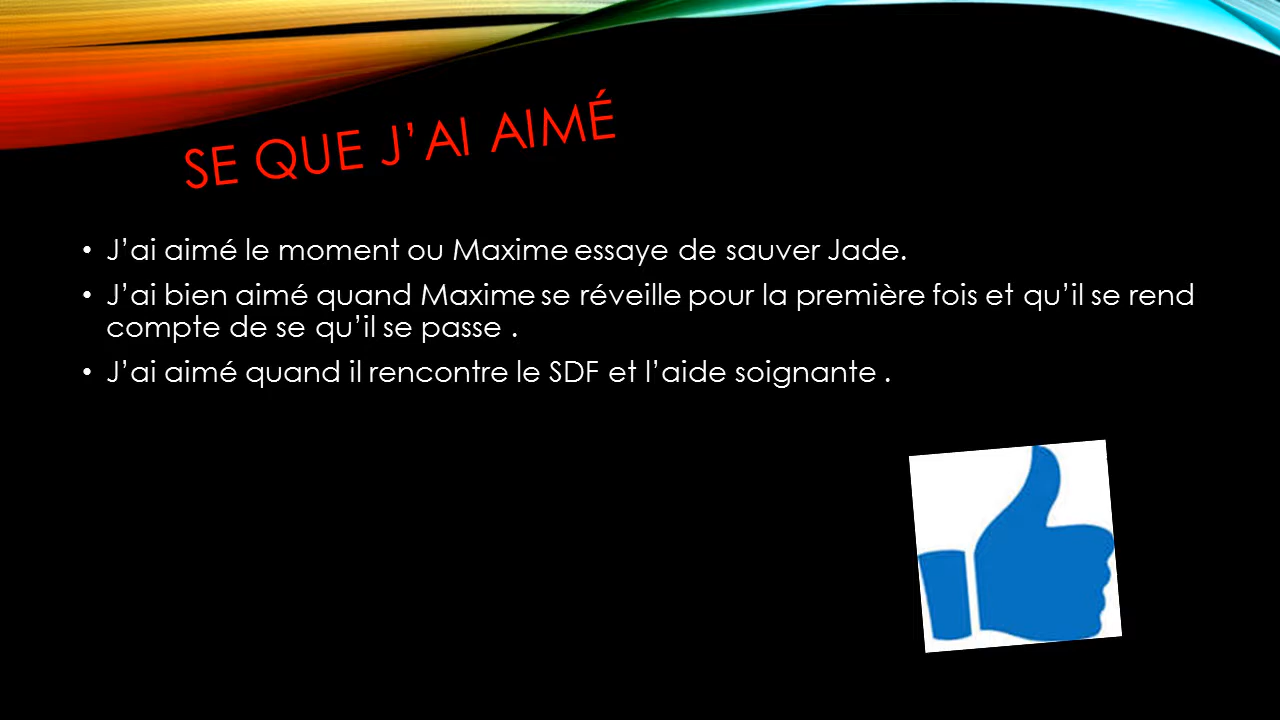 SE QUE J’AI AIMÉ
• J’ai aimé le moment ou Maxime essaye de sauver Jade.
• J’ai bien aimé quand Maxime se réveille pour la première fois et qu’il se rend
compte de se qu’il se passe .
• J’ai aimé quand il rencontre le SDF et l’aide soignante .